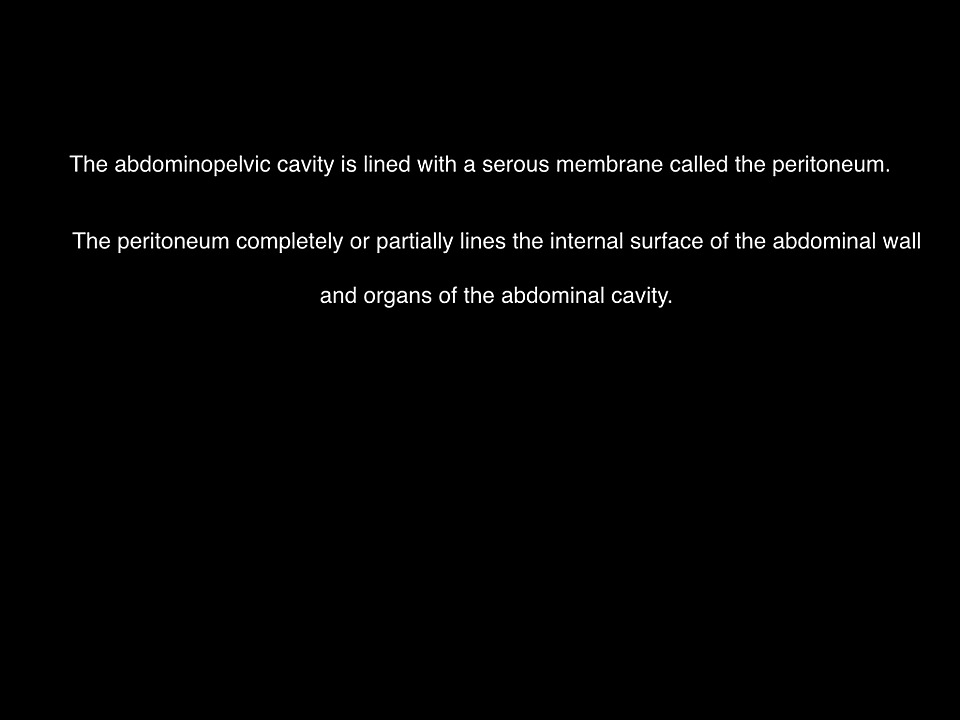 The abdominopelvic cavity is lined with a serous membrane called the peritoneum.
The peritoneum completely or partially lines the internal surface of the abdominal wall
and organs of the abdominal cavity.